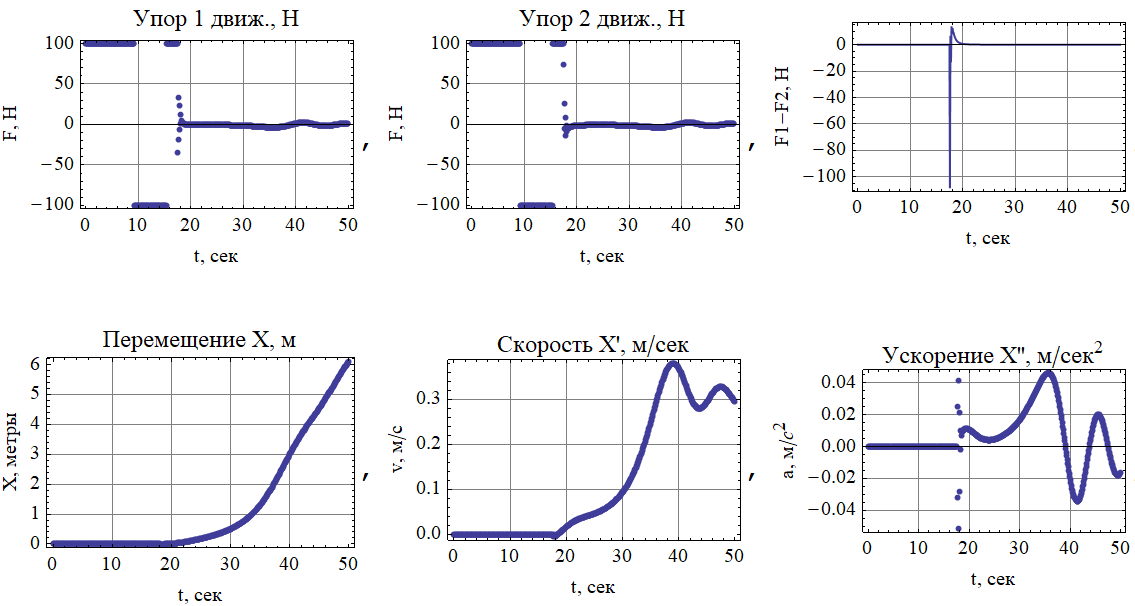 Упор 1 движ., Н
F, Н
100
50
0
−50
−100
0 10 20 30 40 50
t, сек
,
Упор 2 движ., Н
F, Н
100
50
0
−50
−100
0 10 20 30 40 50
t, сек
,
F1−F2, Н
0
−20
−40
−60
−80
−100
0 10 20 30 40 50
t, сек
Перемещение X, м
X, метры
6
5
4
3
2
1
0
0 10 20 30 40 50
t, сек
,
Скорость X', м/сек
v, м/с
0.3
0.2
0.1
0.0
0 10 20 30 40 50
t, сек
,
Ускорение X'', м/сек²
a, м/с²
0.04
0.02
0.00
−0.02
−0.04
0 10 20 30 40 50
t, сек